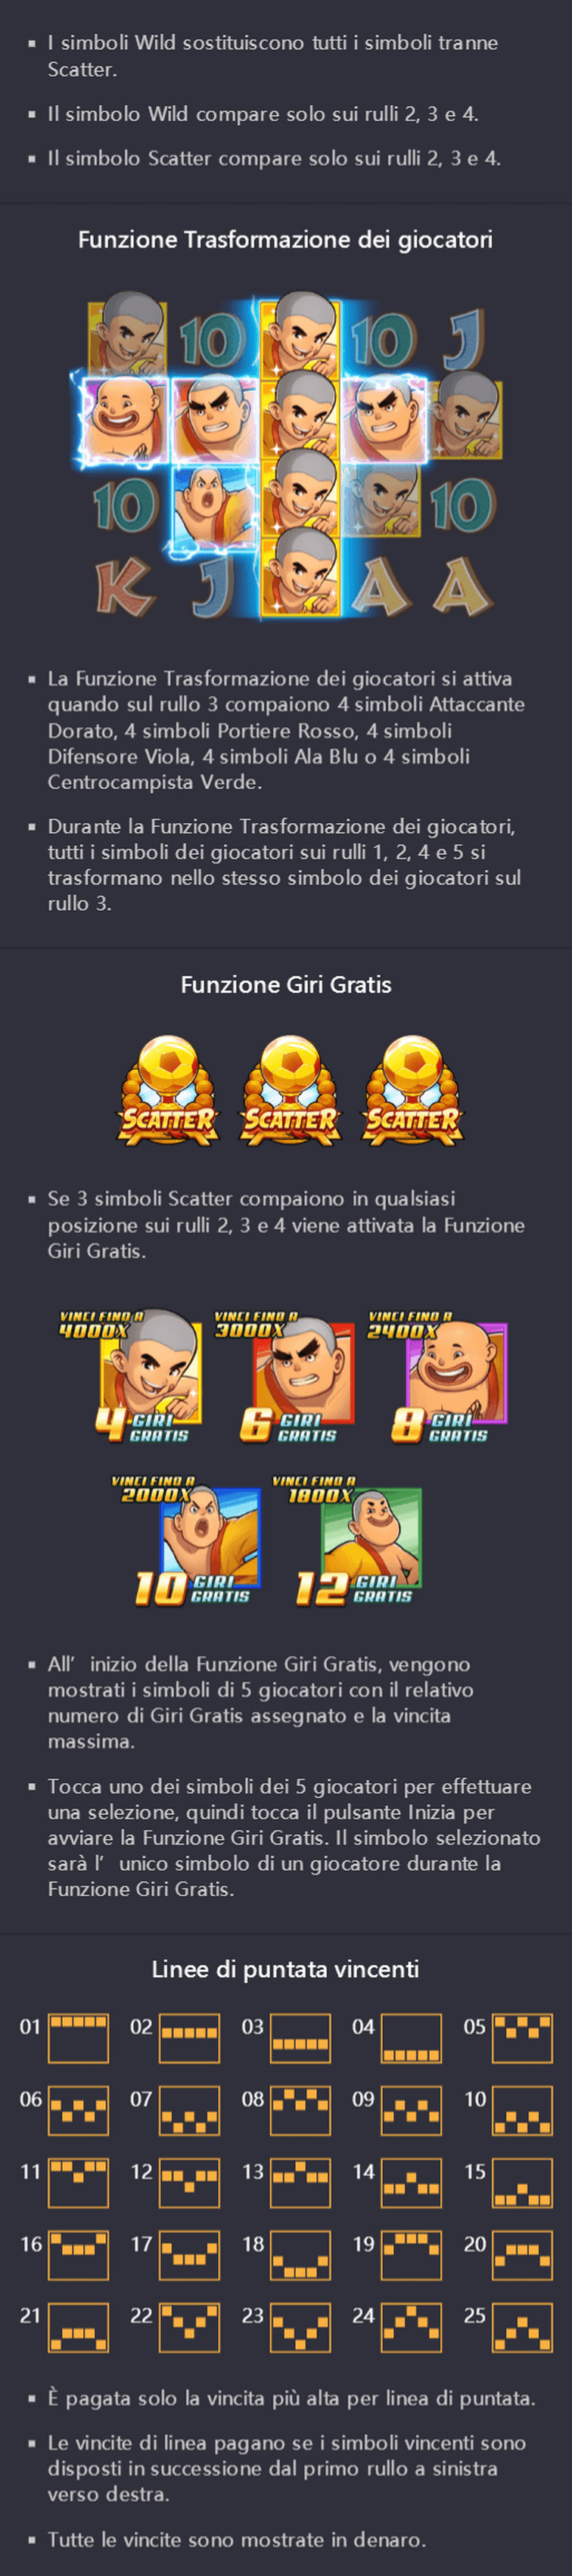 ▪ I simboli Wild sostituiscono tutti i simboli tranne
Scatter.
▪ Il simbolo Wild compare solo sui rulli 2, 3 e 4.
▪ Il simbolo Scatter compare solo sui rulli 2, 3 e 4.
Funzione Trasformazione dei giocatori
10 10 J
10 10
K J A A
▪ La Funzione Trasformazione dei giocatori si attiva
quando sul rullo 3 compaiono 4 simboli Attaccante
Dorato, 4 simboli Portiere Rosso, 4 simboli
Difensore Viola, 4 simboli Ala Blu o 4 simboli
Centrocampista Verde.
▪ Durante la Funzione Trasformazione dei giocatori,
tutti i simboli dei giocatori sui rulli 1, 2, 4 e 5 si
trasformano nello stesso simbolo dei giocatori sul
rullo 3.
Funzione Giri Gratis
SCATTER SCATTER SCATTER
▪ Se 3 simboli Scatter compaiono in qualsiasi
posizione sui rulli 2, 3 e 4 viene attivata la Funzione
Giri Gratis.
VINCI FINO A VINCI FINO A VINCI FINO A
4000X 3000X 2400X
4 GIRI GRATIS 6 GIRI GRATIS 8 GIRI GRATIS
VINCI FINO A VINCI FINO A
2000X 1800X
10 GIRI GRATIS 12 GIRI GRATIS
▪ All’ inizio della Funzione Giri Gratis, vengono
mostrati i simboli di 5 giocatori con il relativo
numero di Giri Gratis assegnato e la vincita
massima.
▪ Tocca uno dei simboli dei 5 giocatori per effettuare
una selezione, quindi tocca il pulsante Inizia per
avviare la Funzione Giri Gratis. Il simbolo selezionato
sarà l’ unico simbolo di un giocatore durante la
Funzione Giri Gratis.
Linee di puntata vincenti
01 02 03 04 05
06 07 08 09 10
11 12 13 14 15
16 17 18 19 20
21 22 23 24 25
▪ È pagata solo la vincita più alta per linea di puntata.
▪ Le vincite di linea pagano se i simboli vincenti sono
disposti in successione dal primo rullo a sinistra
verso destra.
▪ Tutte le vincite sono mostrate in denaro.